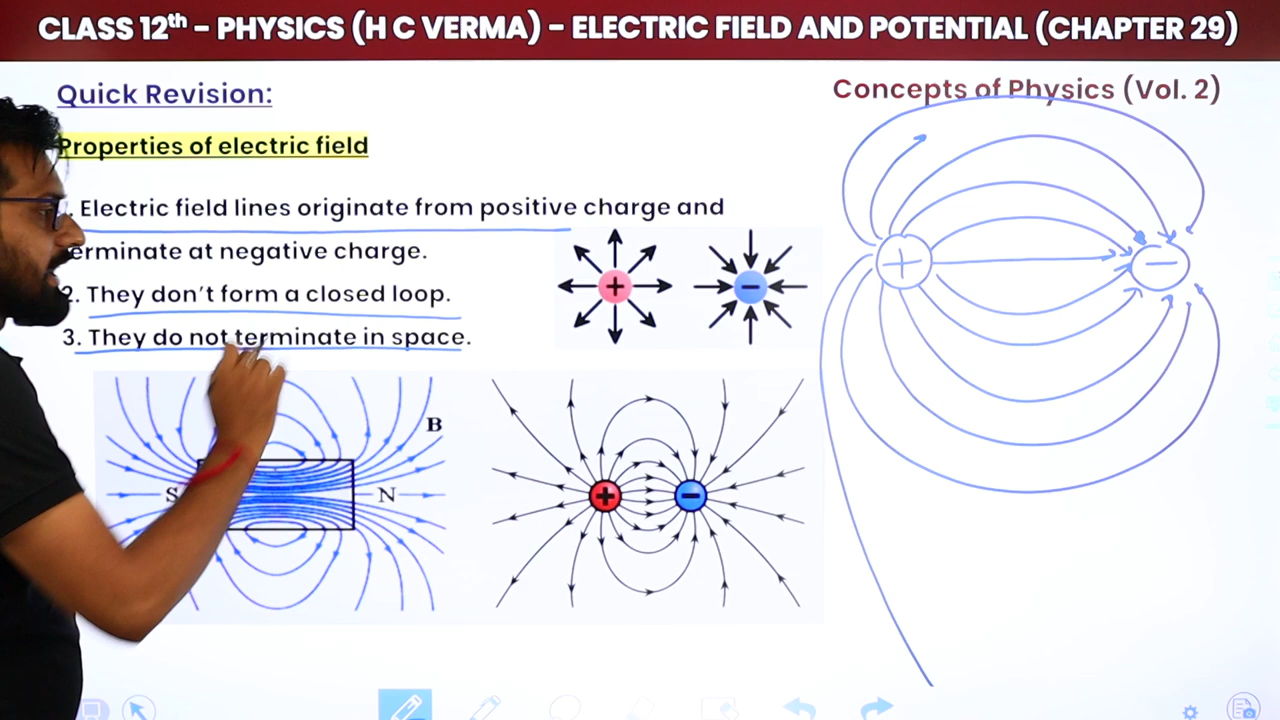 CLASS 12th – PHYSICS (H C VERMA) – ELECTRIC FIELD AND POTENTIAL (CHAPTER 29)
Quick Revision:
Concepts of Physics (Vol. 2)
Properties of electric field
. Electric field lines originate from positive charge and
erminate at negative charge.
2. They don't form a closed loop.
3. They do not terminate in space.
+ −
+ −
B
S N
+ −